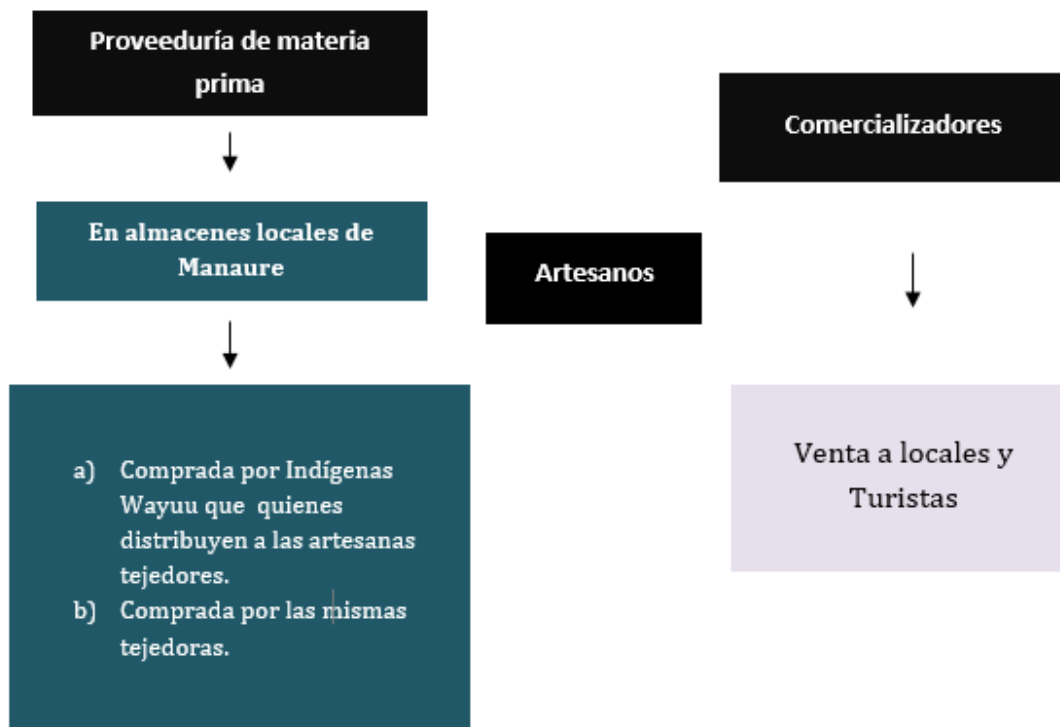 Proveeduría de materia
prima
En almacenes locales de
Manaure
a) Comprada por Indígenas
Wayuu que quienes
distribuyen a las artesanas
tejedores.
b) Comprada por las mismas
tejedoras.
Artesanos
Comercializadores
Venta a locales y
Turistas